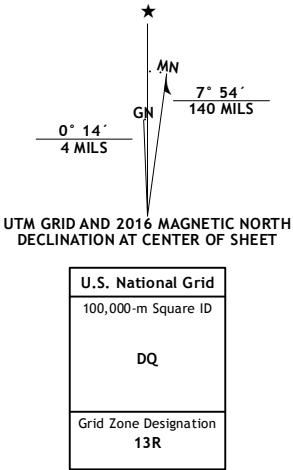 ★
MN
GN
7° 54´
140 MILS
0° 14´
4 MILS
UTM GRID AND 2016 MAGNETIC NORTH
DECLINATION AT CENTER OF SHEET
U.S. National Grid
100,000-m Square ID
DQ
Grid Zone Designation
13R